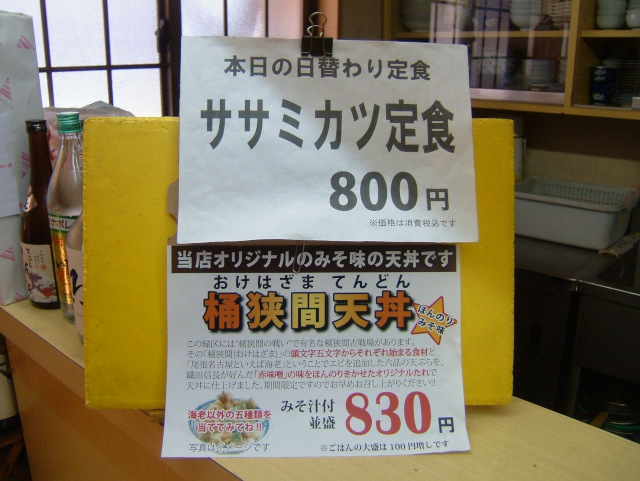 本日の日替わり定食
ササミカツ定食
800円
※価格は消費税込です
当店オリジナルのみそ味の天丼です
おけはざま てんどん
桶狭間天丼
ほんのり
みそ味
この緑区には"桶狭間の戦い"で有名な桶狭間古戦場があります。
その「桶狭間(おけはざま)」の頭文字五文字からそれぞれ始まる食材と
「尾張名古屋といえば海老」ということでエビを追加した六品の天ぷらを、
織田信長が好んだ「赤味噌」の味をほんのりきかせたオリジナルたれで
天丼に仕上げました。期間限定ですのでお早めお召し上がりください!!
海老以外の五種類を
当ててみてね!!
写真はイメージです
みそ汁付
並盛 830円
※ごはんの大盛は100円増しです